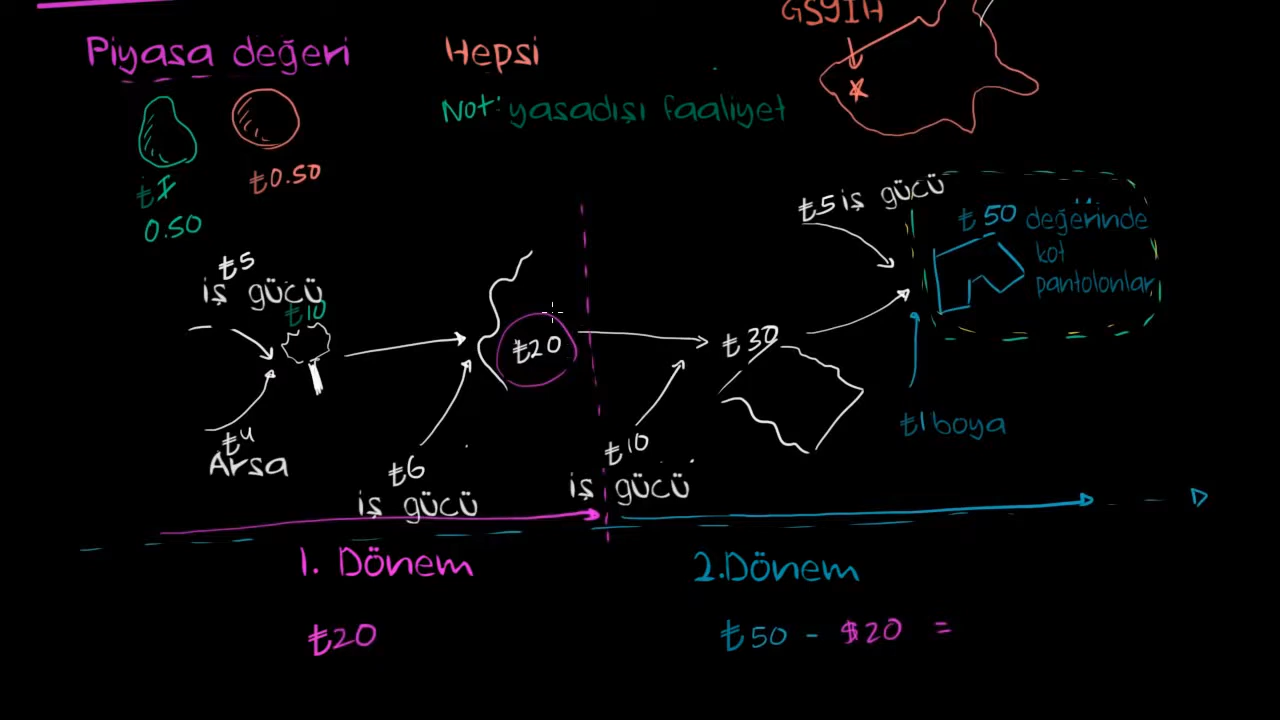 GSYİH
Piyasa değeri
Hepsi
Not: yasadışı faaliyet
₺1
0.50
₺0.50
₺5 iş gücü
₺50 değerinde
kot
pantolonlar
₺5
iş gücü
₺10
₺20
₺30
₺4
Arsa
₺6
iş gücü
₺10
iş gücü
₺1 boya
1. Dönem
2.Dönem
₺20
₺50 - $20 =